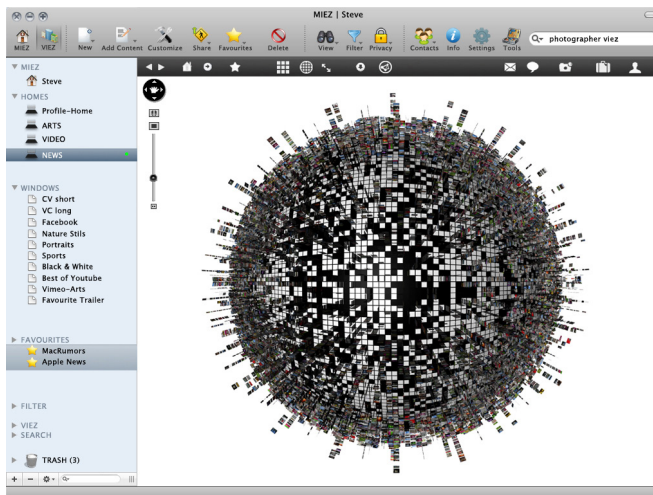 MIEZ | Steve
MIEZ VIEZ New Add Content Customize Share Favourites Delete View Filter Privacy Contacts Info Settings Tools
photographer viez
MIEZ
Steve
HOMES
Profile-Home
ARTS
VIDEO
NEWS
WINDOWS
CV short
VC long
Facebook
Nature Stils
Portraits
Sports
Black & White
Best of Youtube
Vimeo-Arts
Favourite Trailer
FAVOURITES
MacRumors
Apple News
FILTER
VIEZ
SEARCH
TRASH (3)